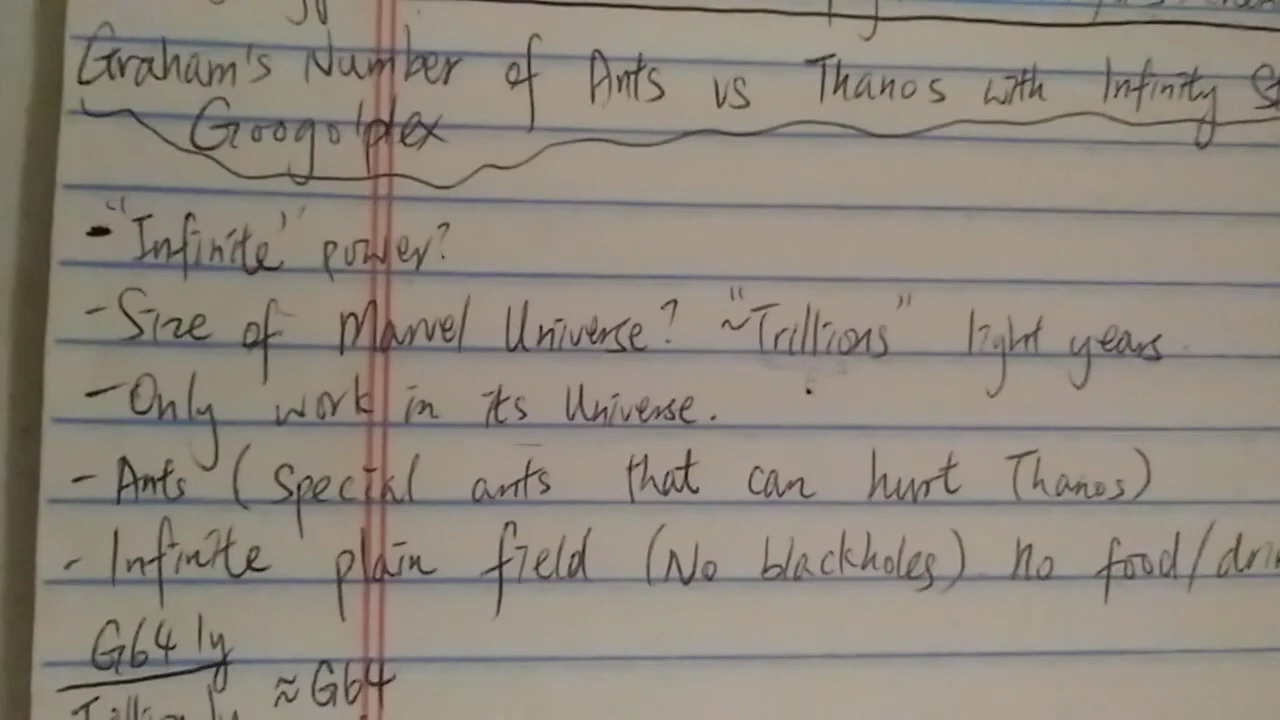 Graham's Number of Ants vs Thanos with Infinity
Googolplex
- "Infinite" power?
- Size of Marvel Universe? ~"Trillions" light years
- Only work in its Universe.
- Ants (Special ants that can hurt Thanos)
- Infinite plain field (No blackholes) no food/
G64 ly
≈ G64